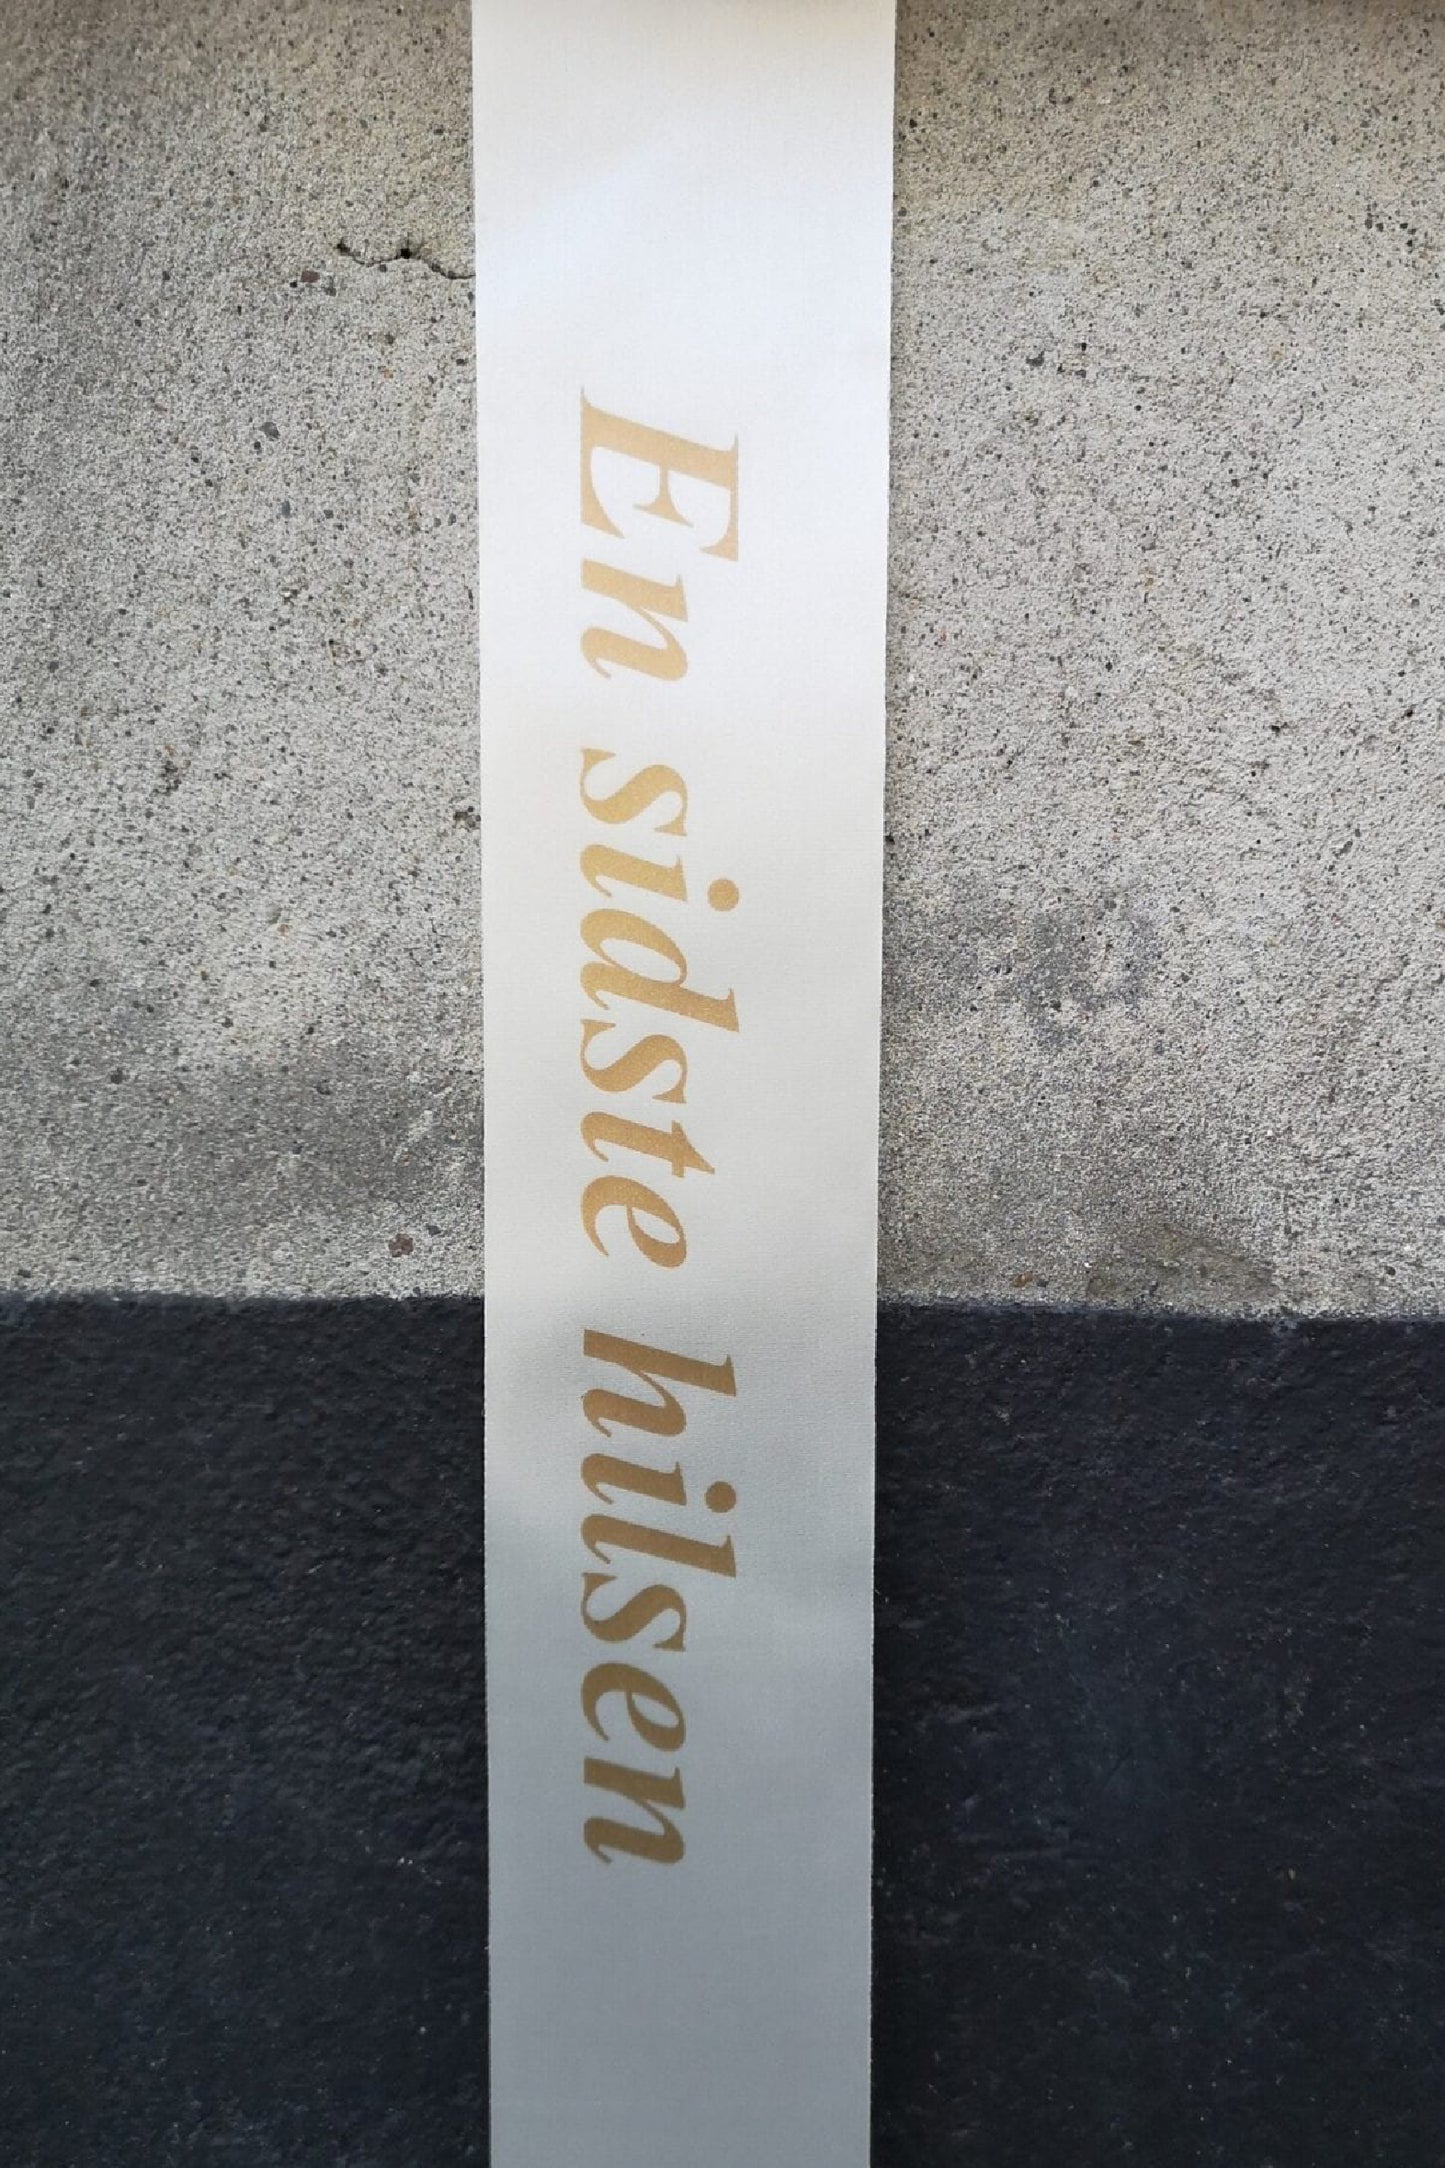 En sidste hilsen